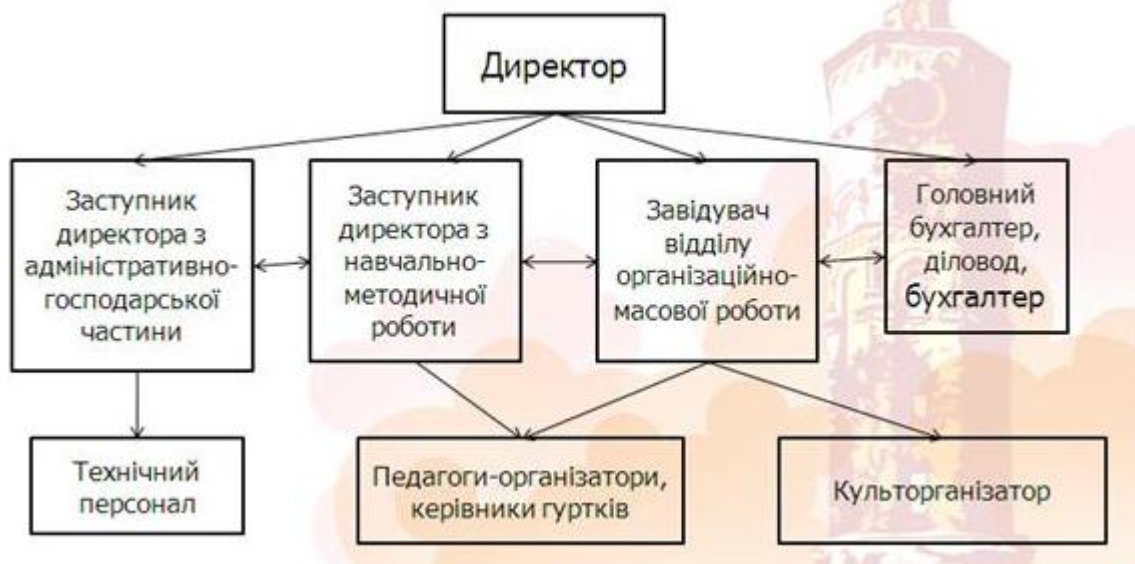 Директор
Заступник
директора з
адміністративно-
господарської
частини
Заступник
директора з
навчально-
методичної
роботи
Завідувач
відділу
організаційно-
масової роботи
Головний
бухгалтер,
діловод,
бухгалтер
Технічний
персонал
Педагоги-організатори,
керівники гуртків
Культорганізатор